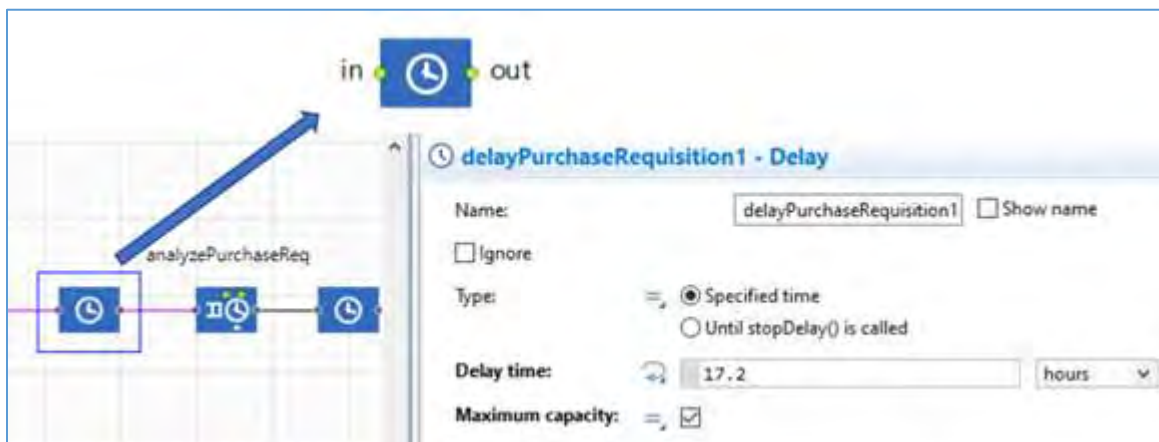 in out
delayPurchaseRequisition1 - Delay
Name: delayPurchaseRequisition1 Show name
Ignore
analyzePurchaseReq
Type: Specified time
Until stopDelay() is called
Delay time: 17.2 hours
Maximum capacity: